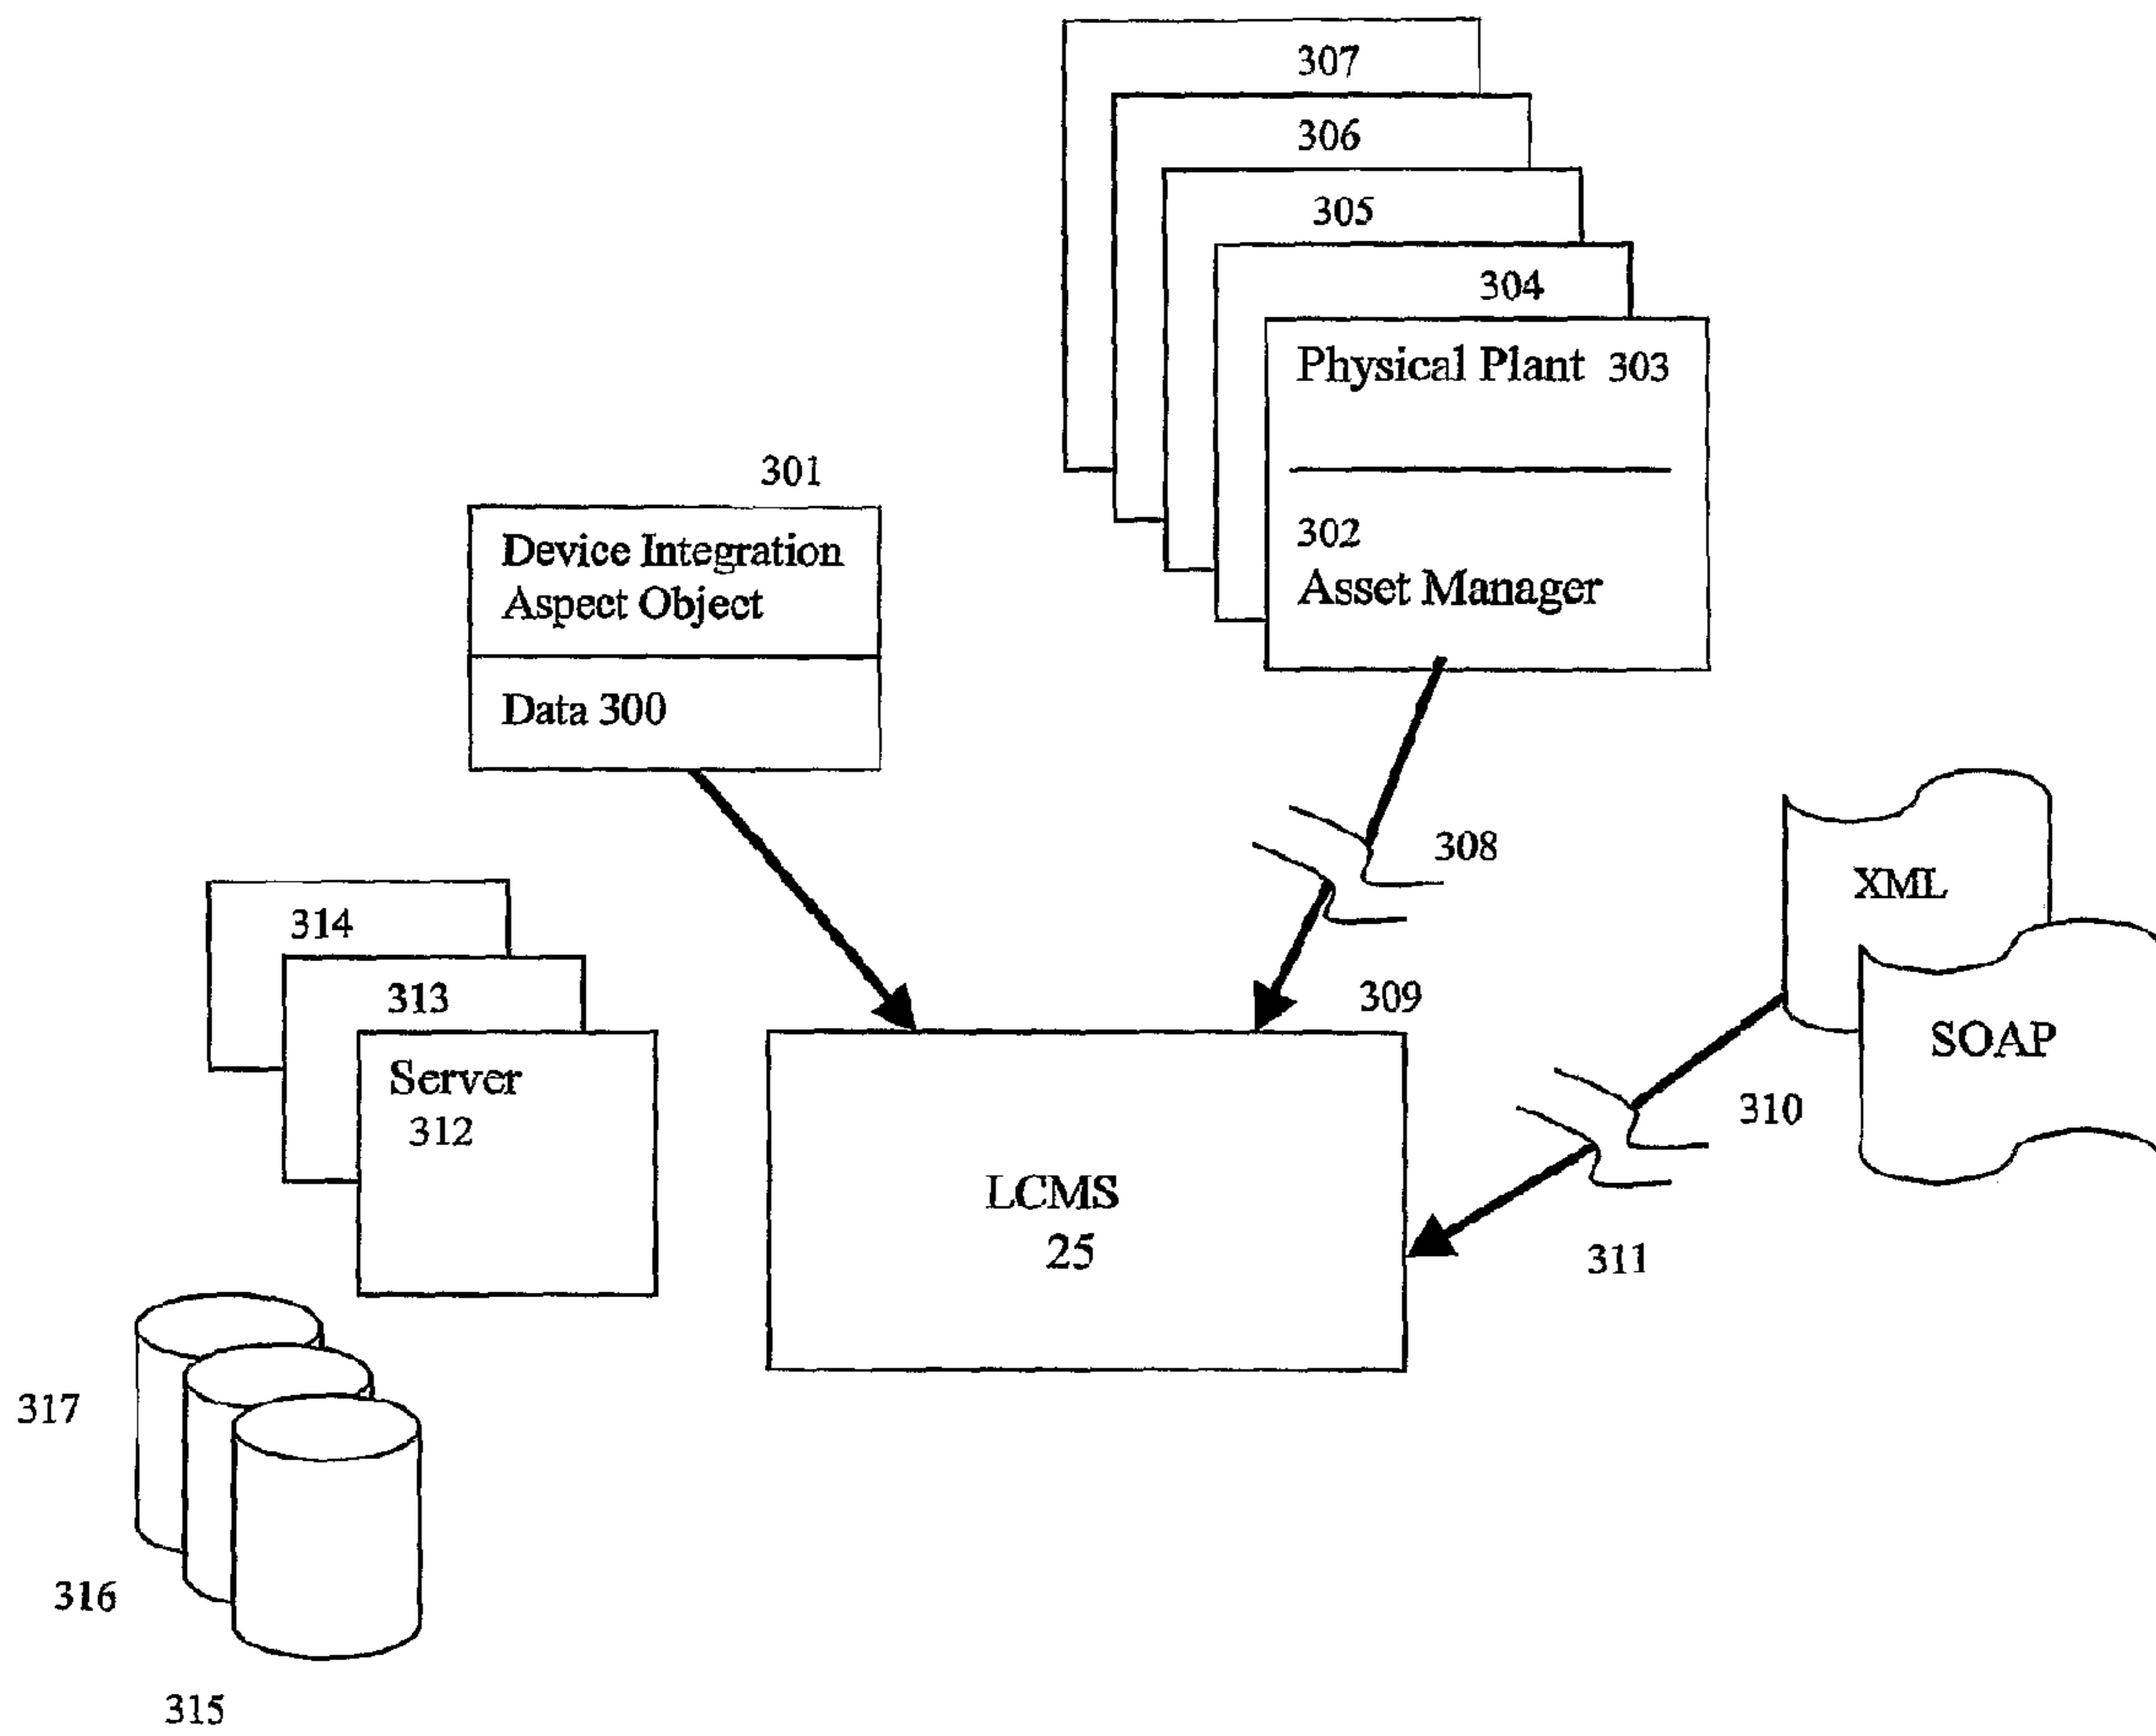 307
306
305
304
Physical Plant 303
302
Asset Manager
301
Device Integration
Aspect Object
Data 300
308
XML
SOAP
309
310
311
314
313
Server
312
LCMS
25
317
316
315